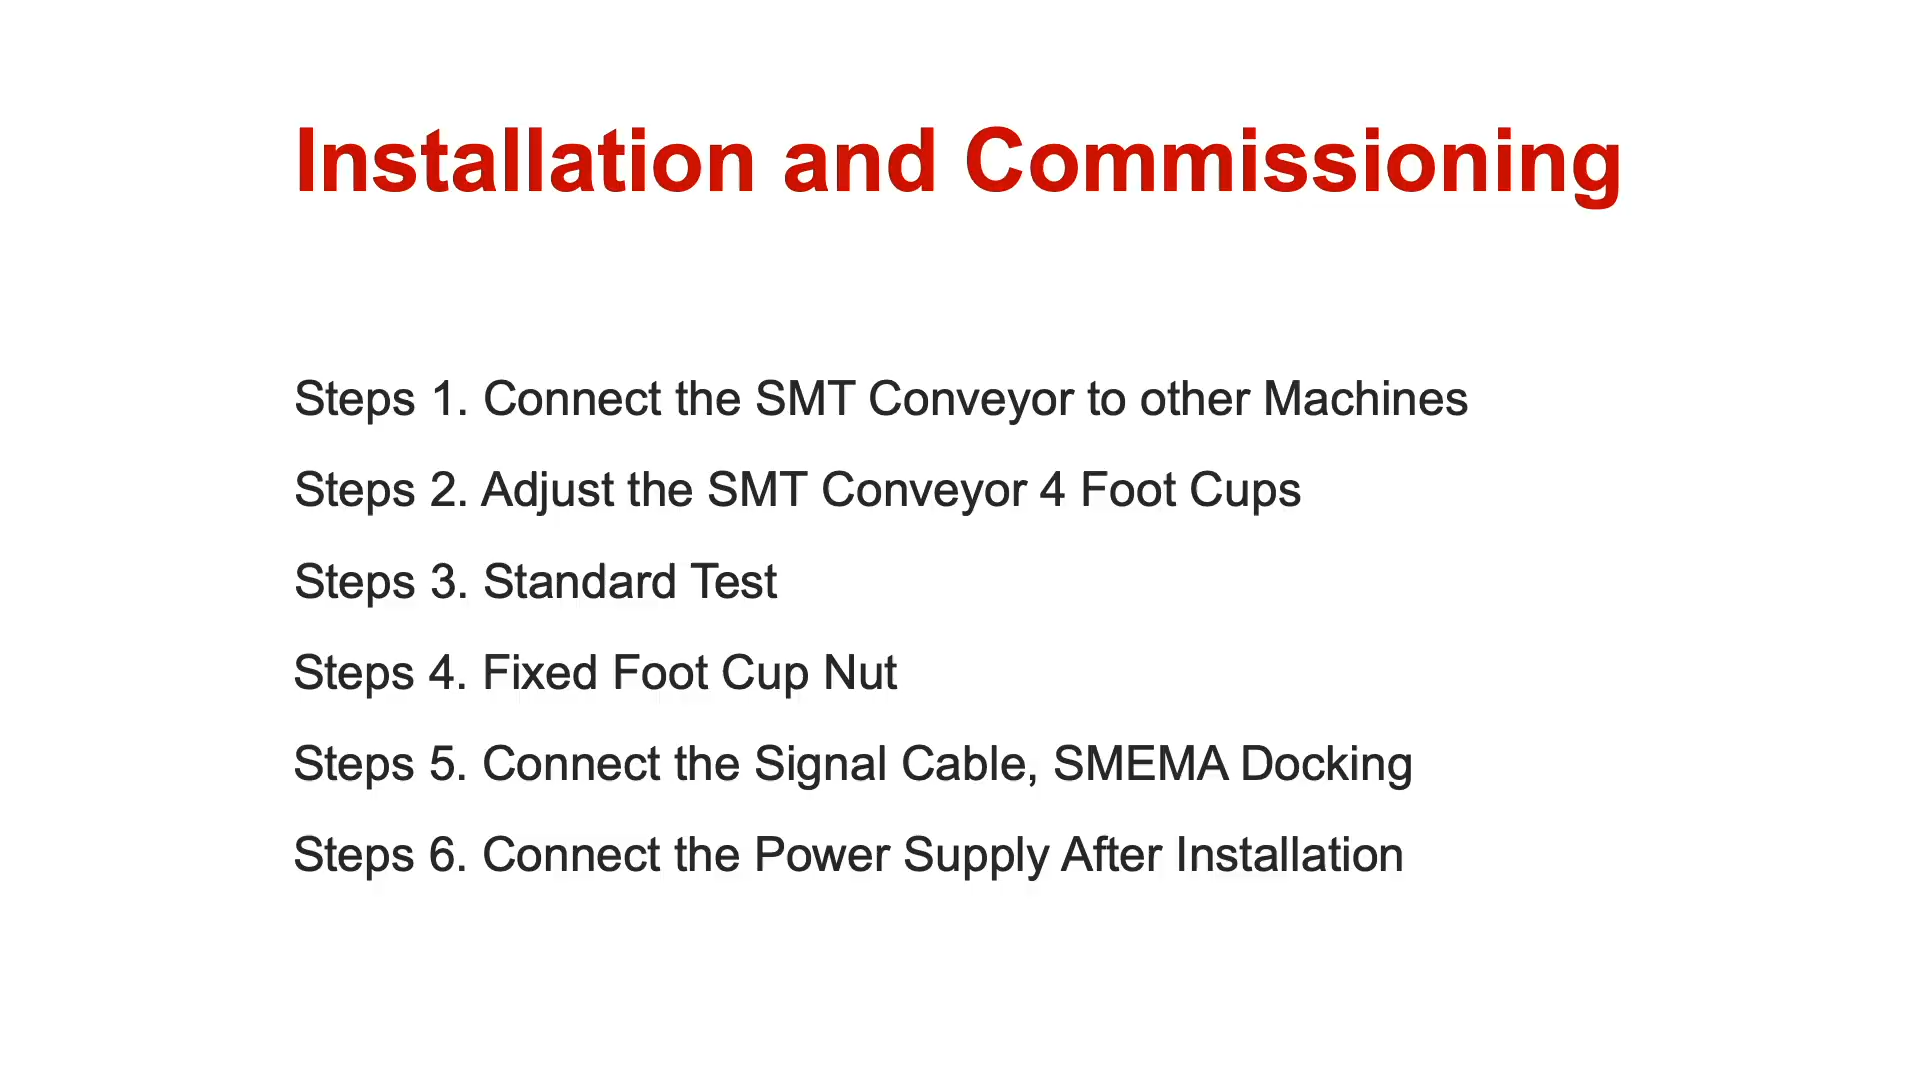 Installation and Commissioning
Steps 1. Connect the SMT Conveyor to other Machines
Steps 2. Adjust the SMT Conveyor 4 Foot Cups
Steps 3. Standard Test
Steps 4. Fixed Foot Cup Nut
Steps 5. Connect the Signal Cable, SMEMA Docking
Steps 6. Connect the Power Supply After Installation